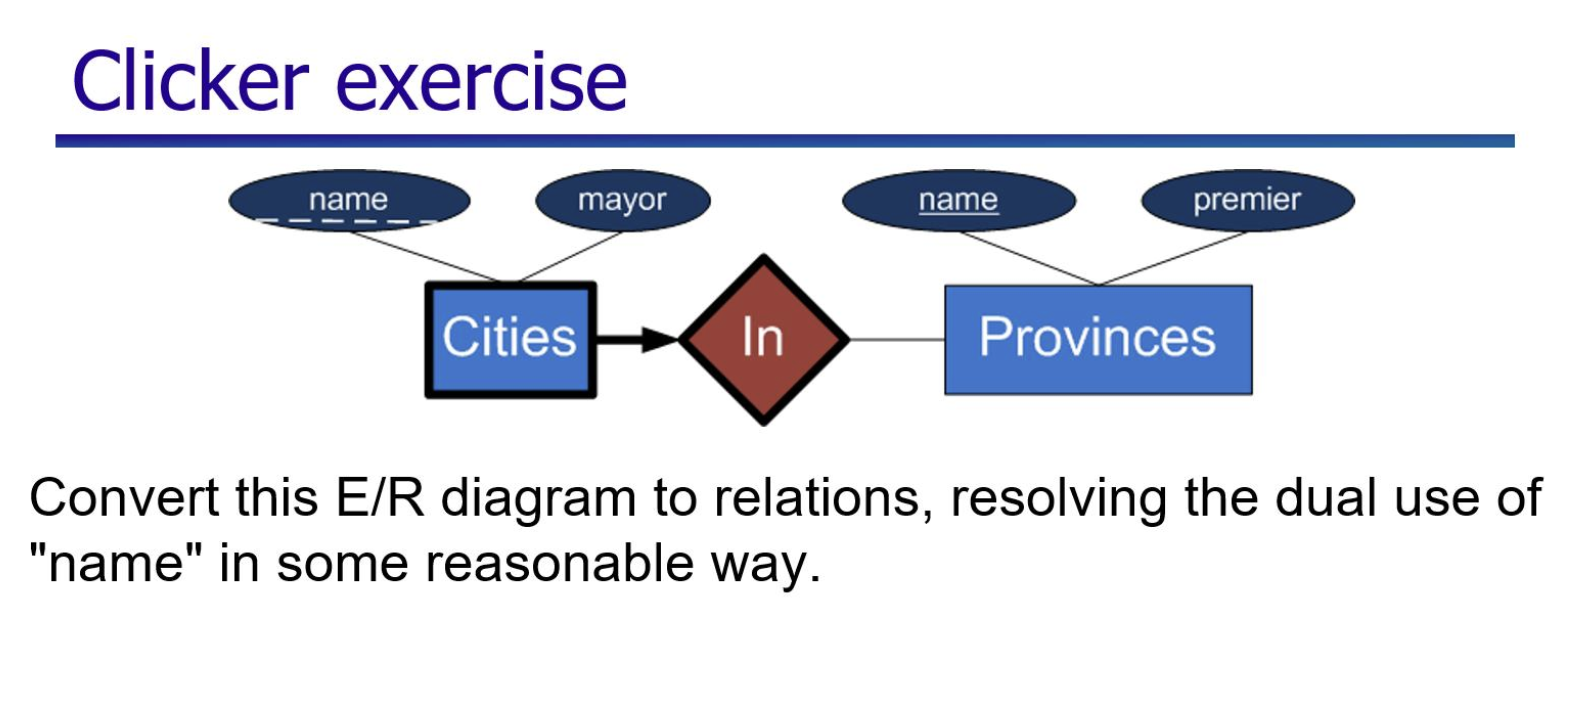 Clicker exercise
name mayor name premier
Cities In Provinces
Convert this E/R diagram to relations, resolving the dual use of
"name" in some reasonable way.